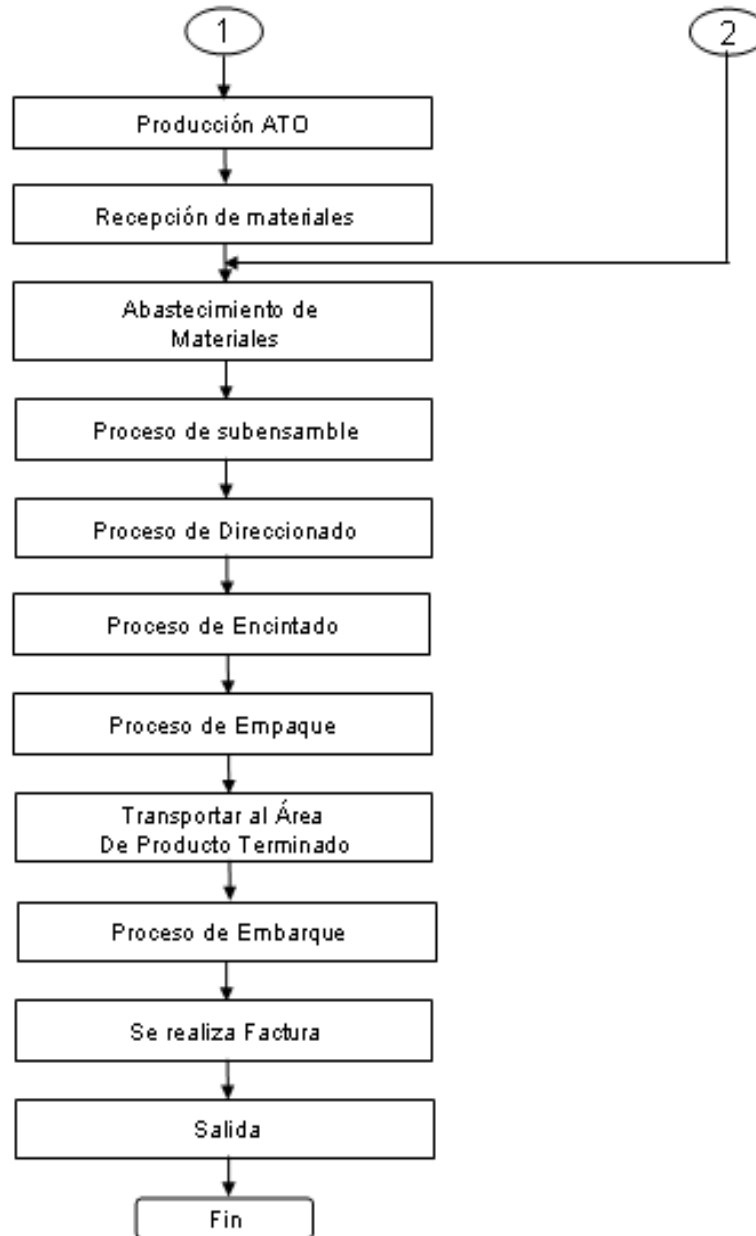 1
2
Producción ATO
Recepción de materiales
Abastecimiento de
Materiales
Proceso de subensamble
Proceso de Direccionado
Proceso de Encintado
Proceso de Empaque
Transportar al Área
De Producto Terminado
Proceso de Embarque
Se realiza Factura
Salida
Fin